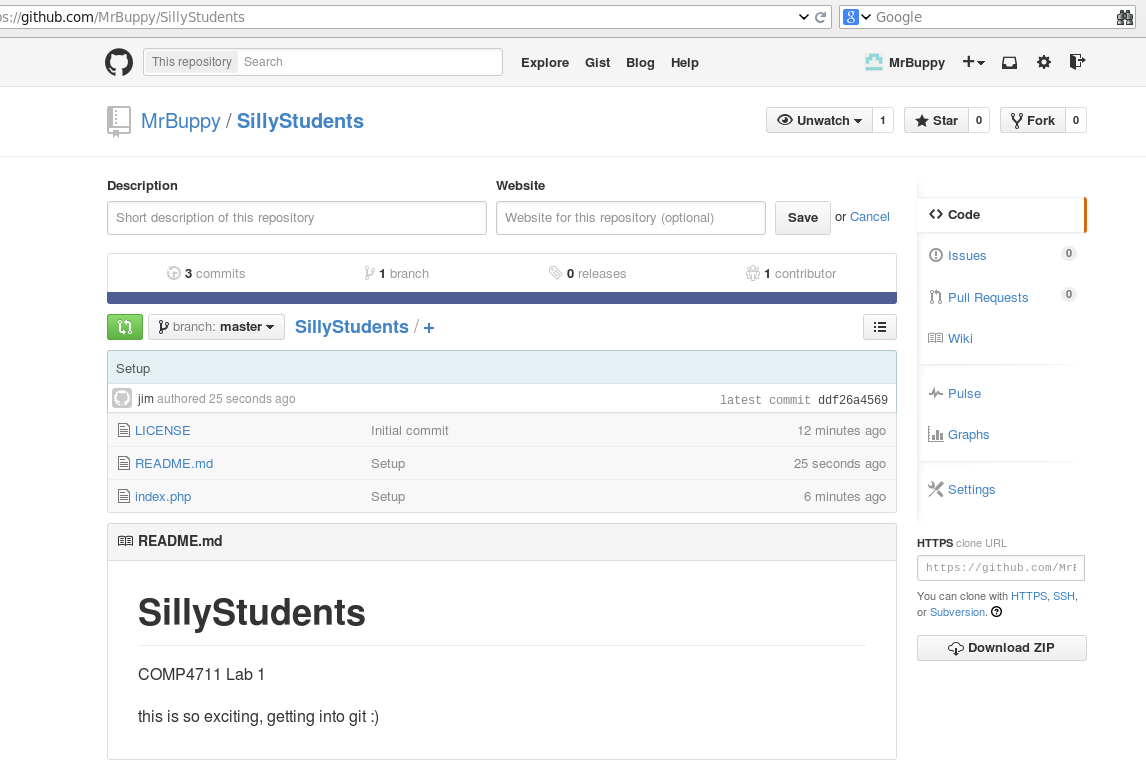 s://github.com/MrBuppy/SillyStudents
Google
This repository Search Explore Gist Blog Help MrBuppy
MrBuppy / SillyStudents Unwatch 1 Star 0 Fork 0
Description Website
Short description of this repository Website for this repository (optional) Save or Cancel
3 commits 1 branch 0 releases 1 contributor
branch: master SillyStudents / +
Setup
jim authored 25 seconds ago latest commit ddf26a4569
LICENSE Initial commit 12 minutes ago
README.md Setup 25 seconds ago
index.php Setup 6 minutes ago
README.md
SillyStudents
COMP4711 Lab 1
this is so exciting, getting into git :)
Code
Issues 0
Pull Requests 0
Wiki
Pulse
Graphs
Settings
HTTPS clone URL
https://github.com/MrB
You can clone with HTTPS, SSH,
or Subversion.
Download ZIP